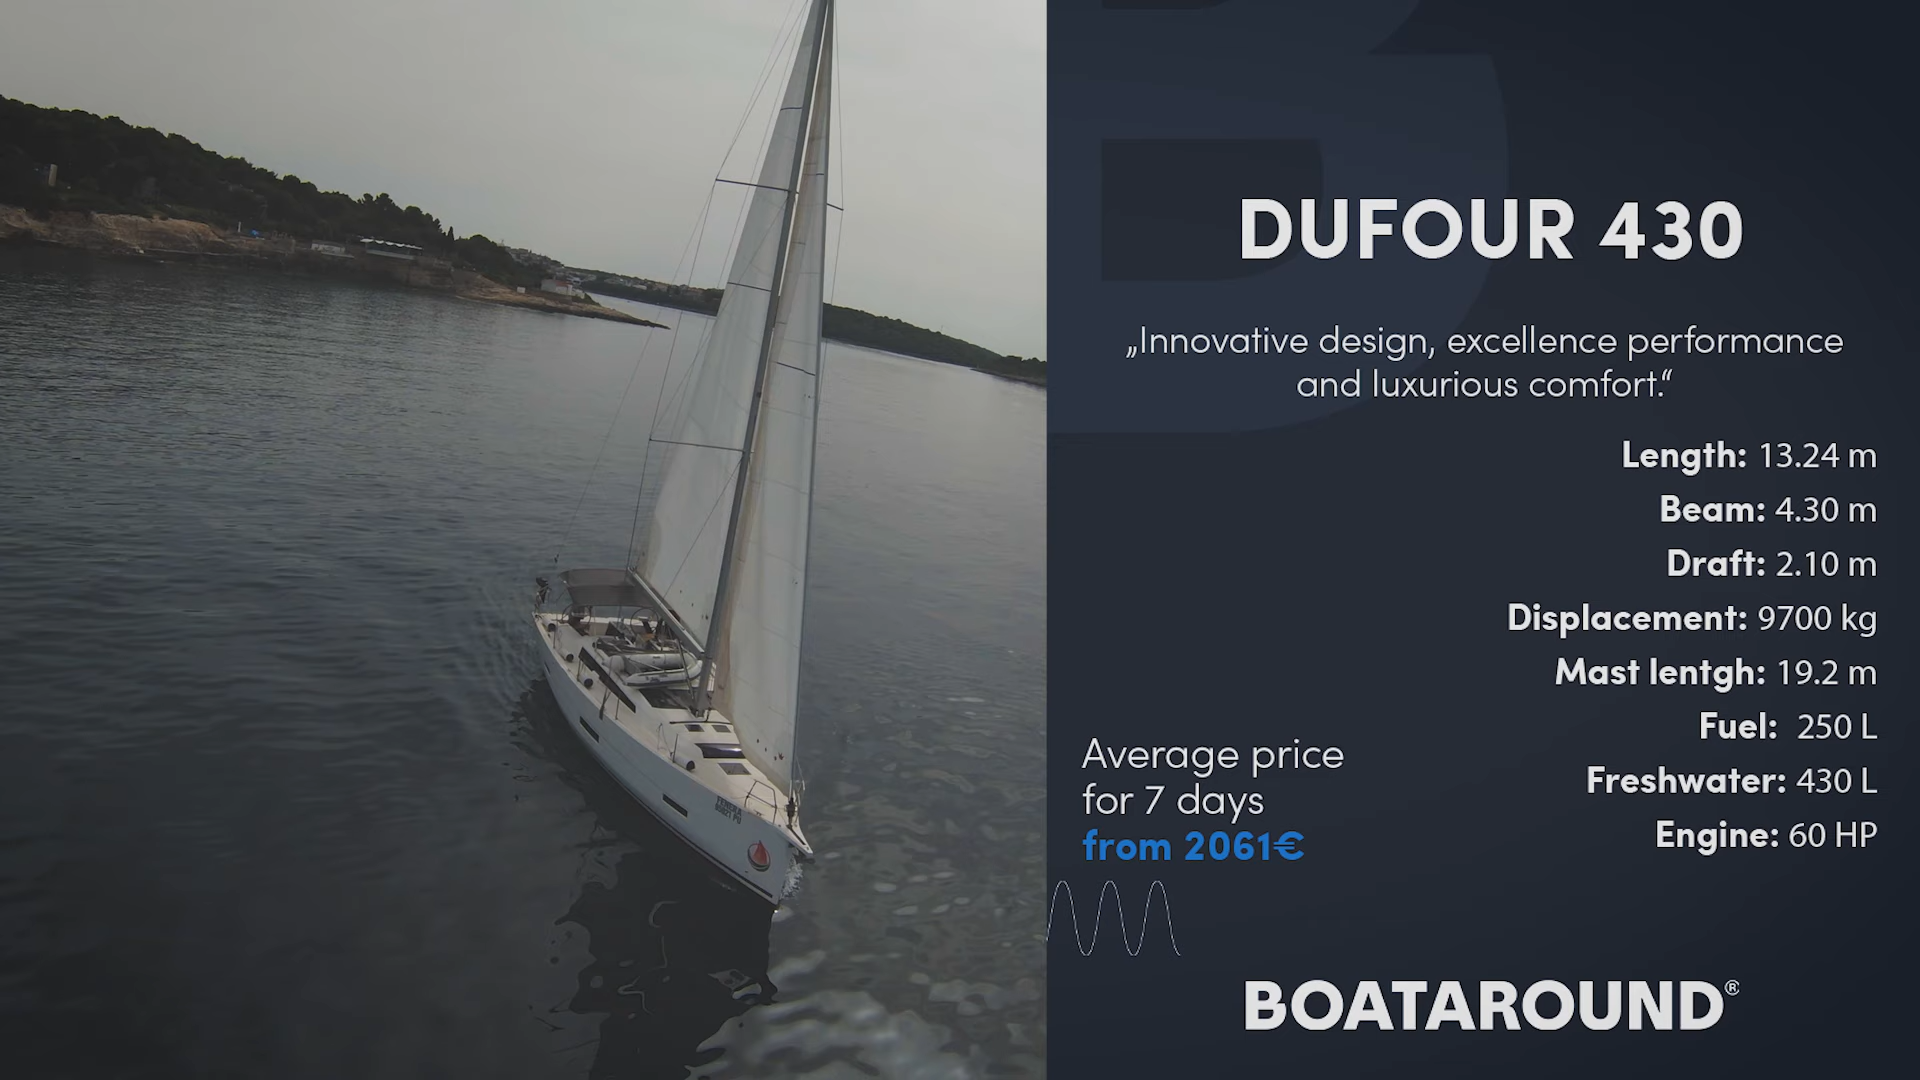 DUFOUR 430
„Innovative design, excellence performance
and luxurious comfort.“
Length: 13.24 m
Beam: 4.30 m
Draft: 2.10 m
Displacement: 9700 kg
Mast lentgh: 19.2 m
Fuel: 250 L
Freshwater: 430 L
Engine: 60 HP
Average price
for 7 days
from 2061€
BOATAROUND®